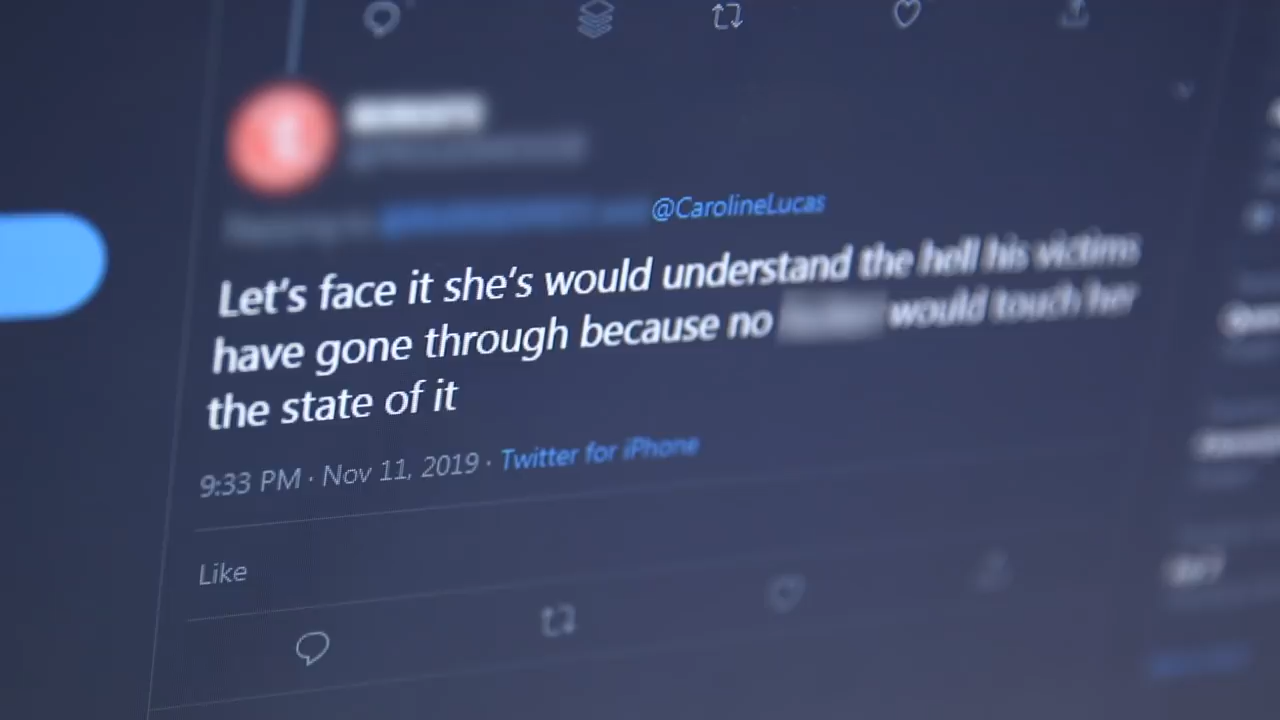 @CarolineLucas
Let's face it she's would understand the hell his victims
have gone through because no would touch her
the state of it
9:33 PM · Nov 11, 2019 · Twitter for iPhone
Like